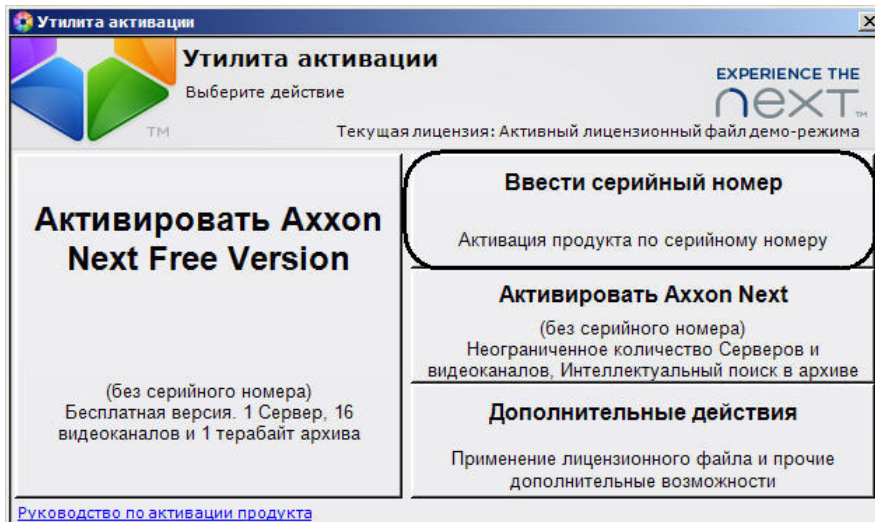 Утилита активации
Утилита активации
Выберите действие
EXPERIENCE THE
next TM
TM
Текущая лицензия: Активный лицензионный файл демо-режима
Активировать Axxon
Next Free Version
(без серийного номера)
Бесплатная версия. 1 Сервер, 16
видеоканалов и 1 терабайт архива
Ввести серийный номер
Активация продукта по серийному номеру
Активировать Axxon Next
(без серийного номера)
Неограниченное количество Серверов и
видеоканалов, Интеллектуальный поиск в архиве
Дополнительные действия
Применение лицензионного файла и прочие
дополнительные возможности
Руководство по активации продукта